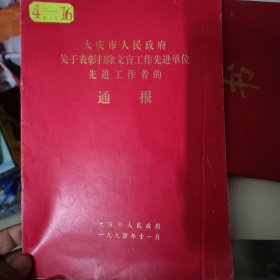 4-16
大庆市人民政府
关于表彰扫除文盲工作先进单位
先进工作者的
通报
大庆市人民政府
一九九四年十一月
书